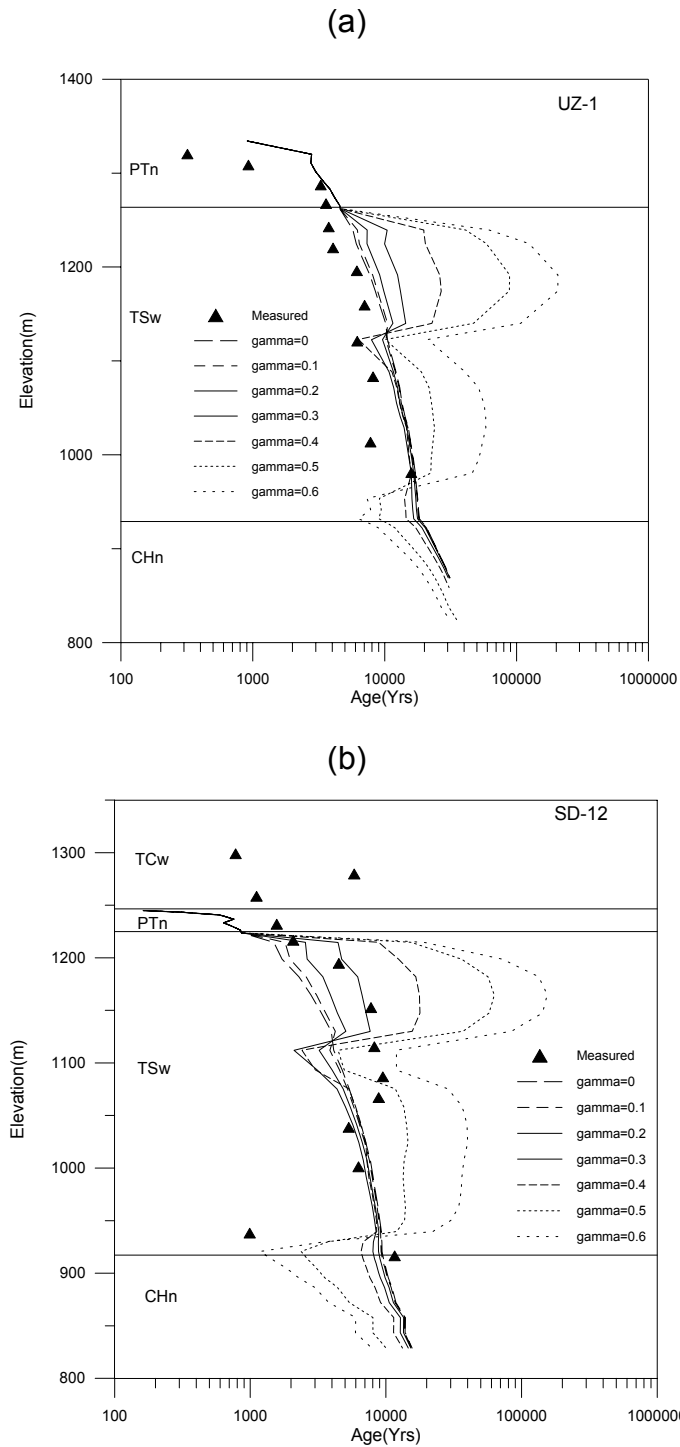 (a)
1400
UZ-1
PTn
1200
TSw
Measured
gamma=0
gamma=0.1
gamma=0.2
gamma=0.3
gamma=0.4
gamma=0.5
gamma=0.6
Elevation(m)
1000
CHn
800
100 1000 10000 100000 1000000
Age(Yrs)
(b)
SD-12
1300
TCw
PTn
1200
1100
TSw
Measured
gamma=0
gamma=0.1
gamma=0.2
gamma=0.3
gamma=0.4
gamma=0.5
gamma=0.6
Elevation(m)
1000
900
CHn
800
100 1000 10000 100000 1000000
Age(Yrs)